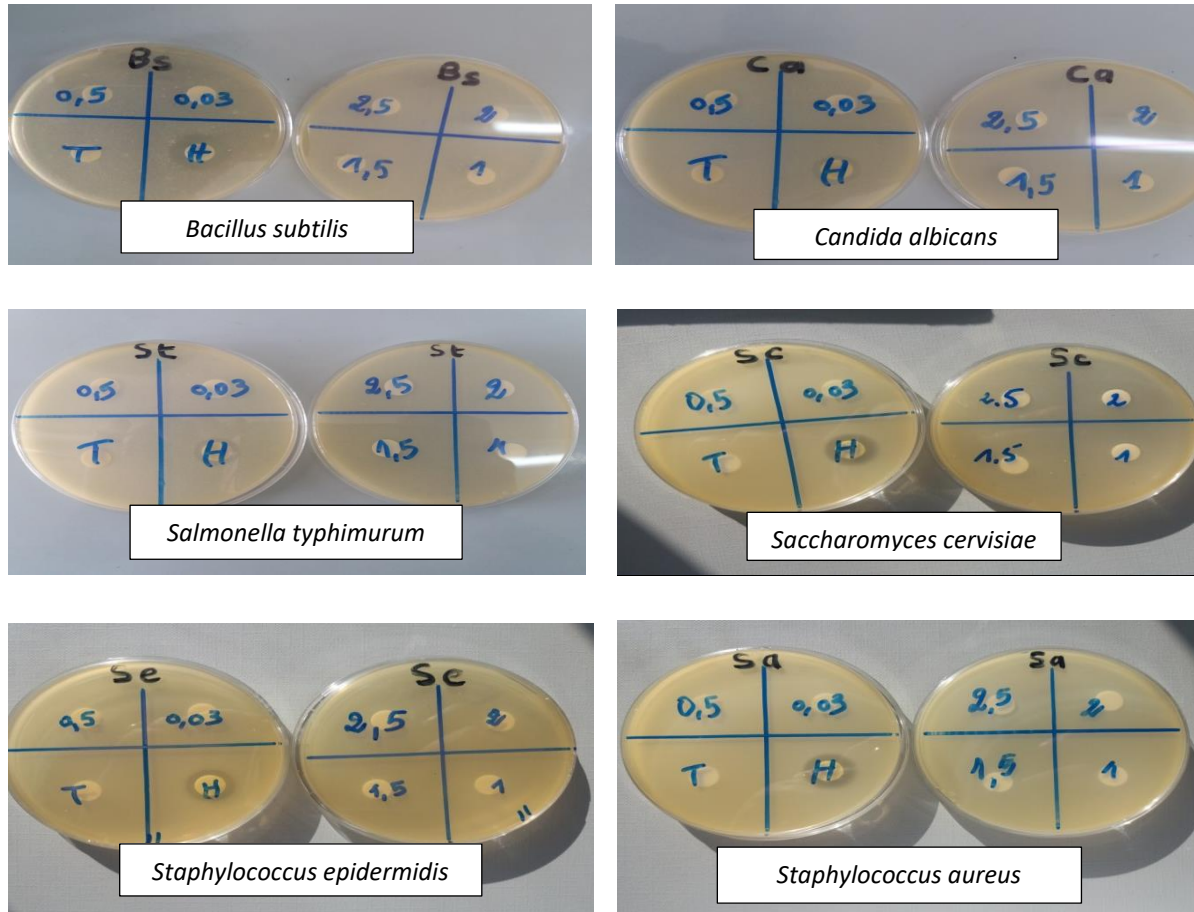 Bs
0,5 0,03
T H
Bs
2,5 2
1,5 1
Bacillus subtilis
Ca
0,5 0,03
T H
Ca
2,5 2
1,5 1
Candida albicans
St
0,5 0,03
T H
St
2,5 2
1,5 1
Salmonella typhimurum
Sc
0,5 0,03
T H
Sc
2,5 2
1,5 1
Saccharomyces cervisiae
Se
0,5 0,03
T H
Se
2,5 2
1,5 1
Staphylococcus epidermidis
Sa
0,5 0,03
T H
Sa
2,5 2
1,5 1
Staphylococcus aureus